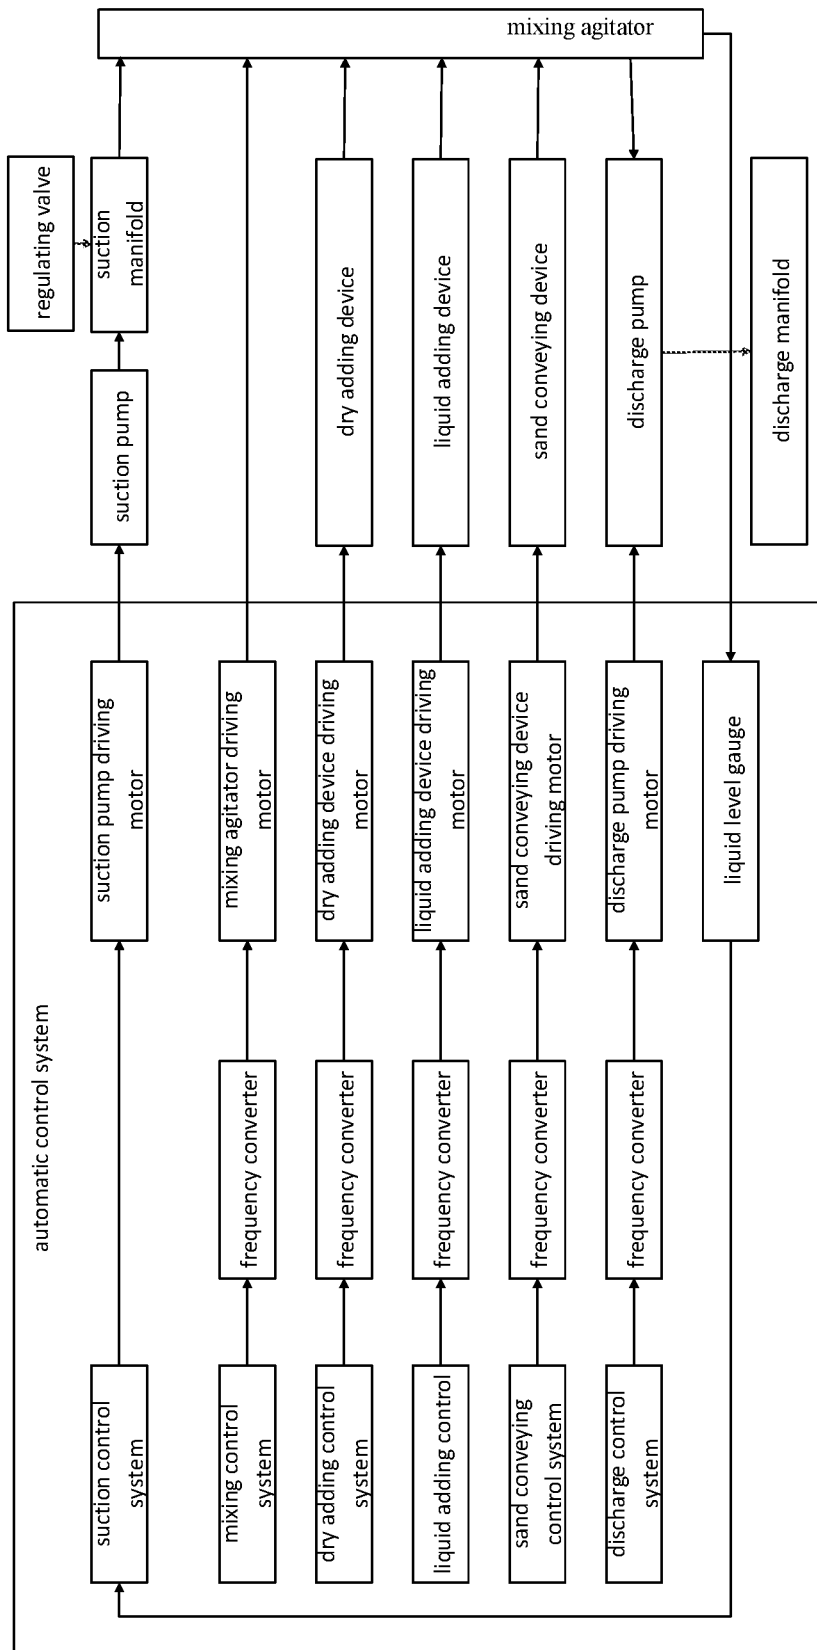 mixing agitator
regulating valve
suction
manifold
suction pump
dry adding device
liquid adding device
sand conveying device
discharge pump
discharge manifold
automatic control system
suction pump driving
motor
mixing agitator driving
motor
dry adding device driving
motor
liquid adding device driving
motor
sand conveying device
driving motor
discharge pump driving
motor
liquid level gauge
frequency converter
frequency converter
frequency converter
frequency converter
frequency converter
suction control
system
mixing control
system
dry adding control
system
liquid adding control
sand conveying
control system
discharge control
system